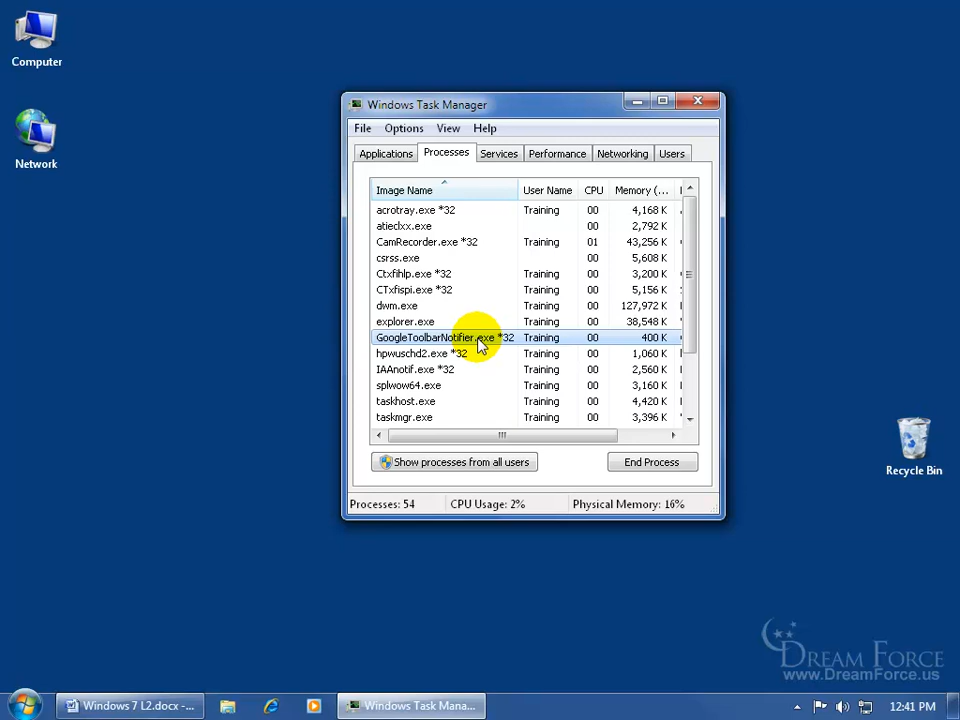 Computer
Network
Windows Task Manager
File Options View Help
Applications Processes Services Performance Networking Users
Image Name User Name CPU Memory (...
acrotray.exe *32 Training 00 4,168 K
atieclxx.exe 00 2,792 K
CamRecorder.exe *32 Training 01 43,256 K
csrss.exe 00 5,608 K
Ctxfihlp.exe *32 Training 00 3,200 K
CTxfispi.exe *32 Training 00 5,156 K
dwm.exe Training 00 127,972 K
explorer.exe Training 00 38,548 K
GoogleToolbarNotifier.exe *32 Training 00 400 K
hpwuschd2.exe *32 Training 00 1,060 K
IAAnotif.exe *32 Training 00 2,560 K
splwow64.exe Training 00 3,160 K
taskhost.exe Training 00 4,420 K
taskmgr.exe Training 00 3,396 K
Show processes from all users End Process
Processes: 54 CPU Usage: 2% Physical Memory: 16%
Recycle Bin
DREAM FORCE
www.DreamForce.us
Windows 7 L2.docx -... Windows Task Mana... 12:41 PM